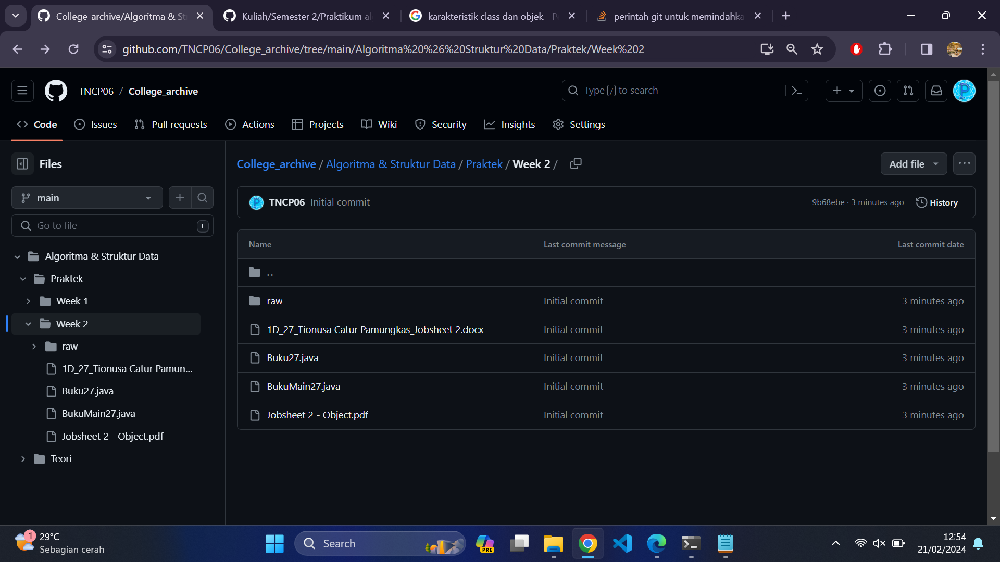 College_archive/Algoritma & St
Kuliah/Semester 2/Praktikum al
karakteristik class dan objek - P
perintah git untuk memindahka
github.com/TNCP06/College_archive/tree/main/Algoritma%20%26%20Struktur%20Data/Praktek/Week%202
TNCP06 / College_archive
Type / to search
Code
Issues
Pull requests
Actions
Projects
Wiki
Security
Insights
Settings
Files
College_archive / Algoritma & Struktur Data / Praktek / Week 2 /
Add file
main
TNCP06 Initial commit
9b68ebe · 3 minutes ago
History
Go to file
t
Name
Last commit message
Last commit date
..
raw Initial commit 3 minutes ago
1D_27_Tionusa Catur Pamungkas_Jobsheet 2.docx Initial commit 3 minutes ago
Buku27.java Initial commit 3 minutes ago
BukuMain27.java Initial commit 3 minutes ago
Jobsheet 2 - Object.pdf Initial commit 3 minutes ago
Algoritma & Struktur Data
Praktek
Week 1
Week 2
raw
1D_27_Tionusa Catur Pamun...
Buku27.java
BukuMain27.java
Jobsheet 2 - Object.pdf
Teori
1
29°C
Sebagian cerah
Search
PRE
12:54
21/02/2024